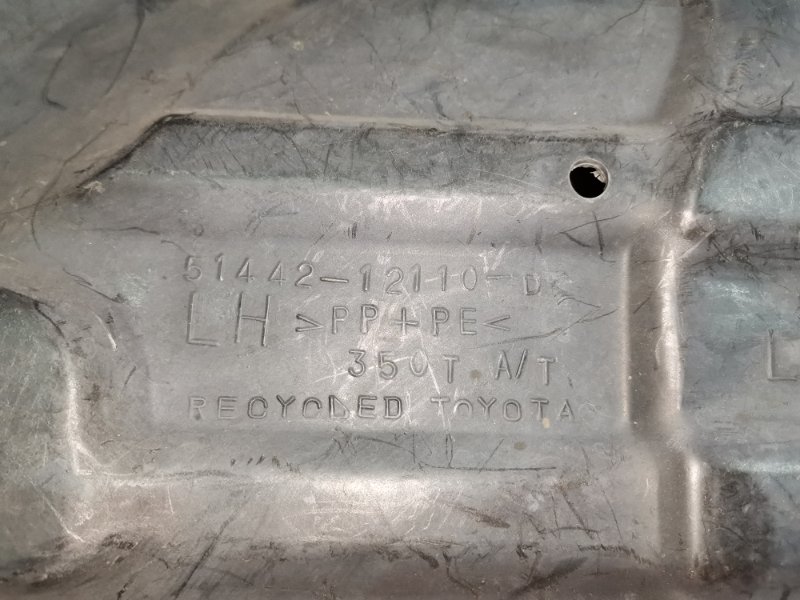 51442-12110-D
LH >PP+PE<
350T A/T
RECYCLED TOYOTA
L